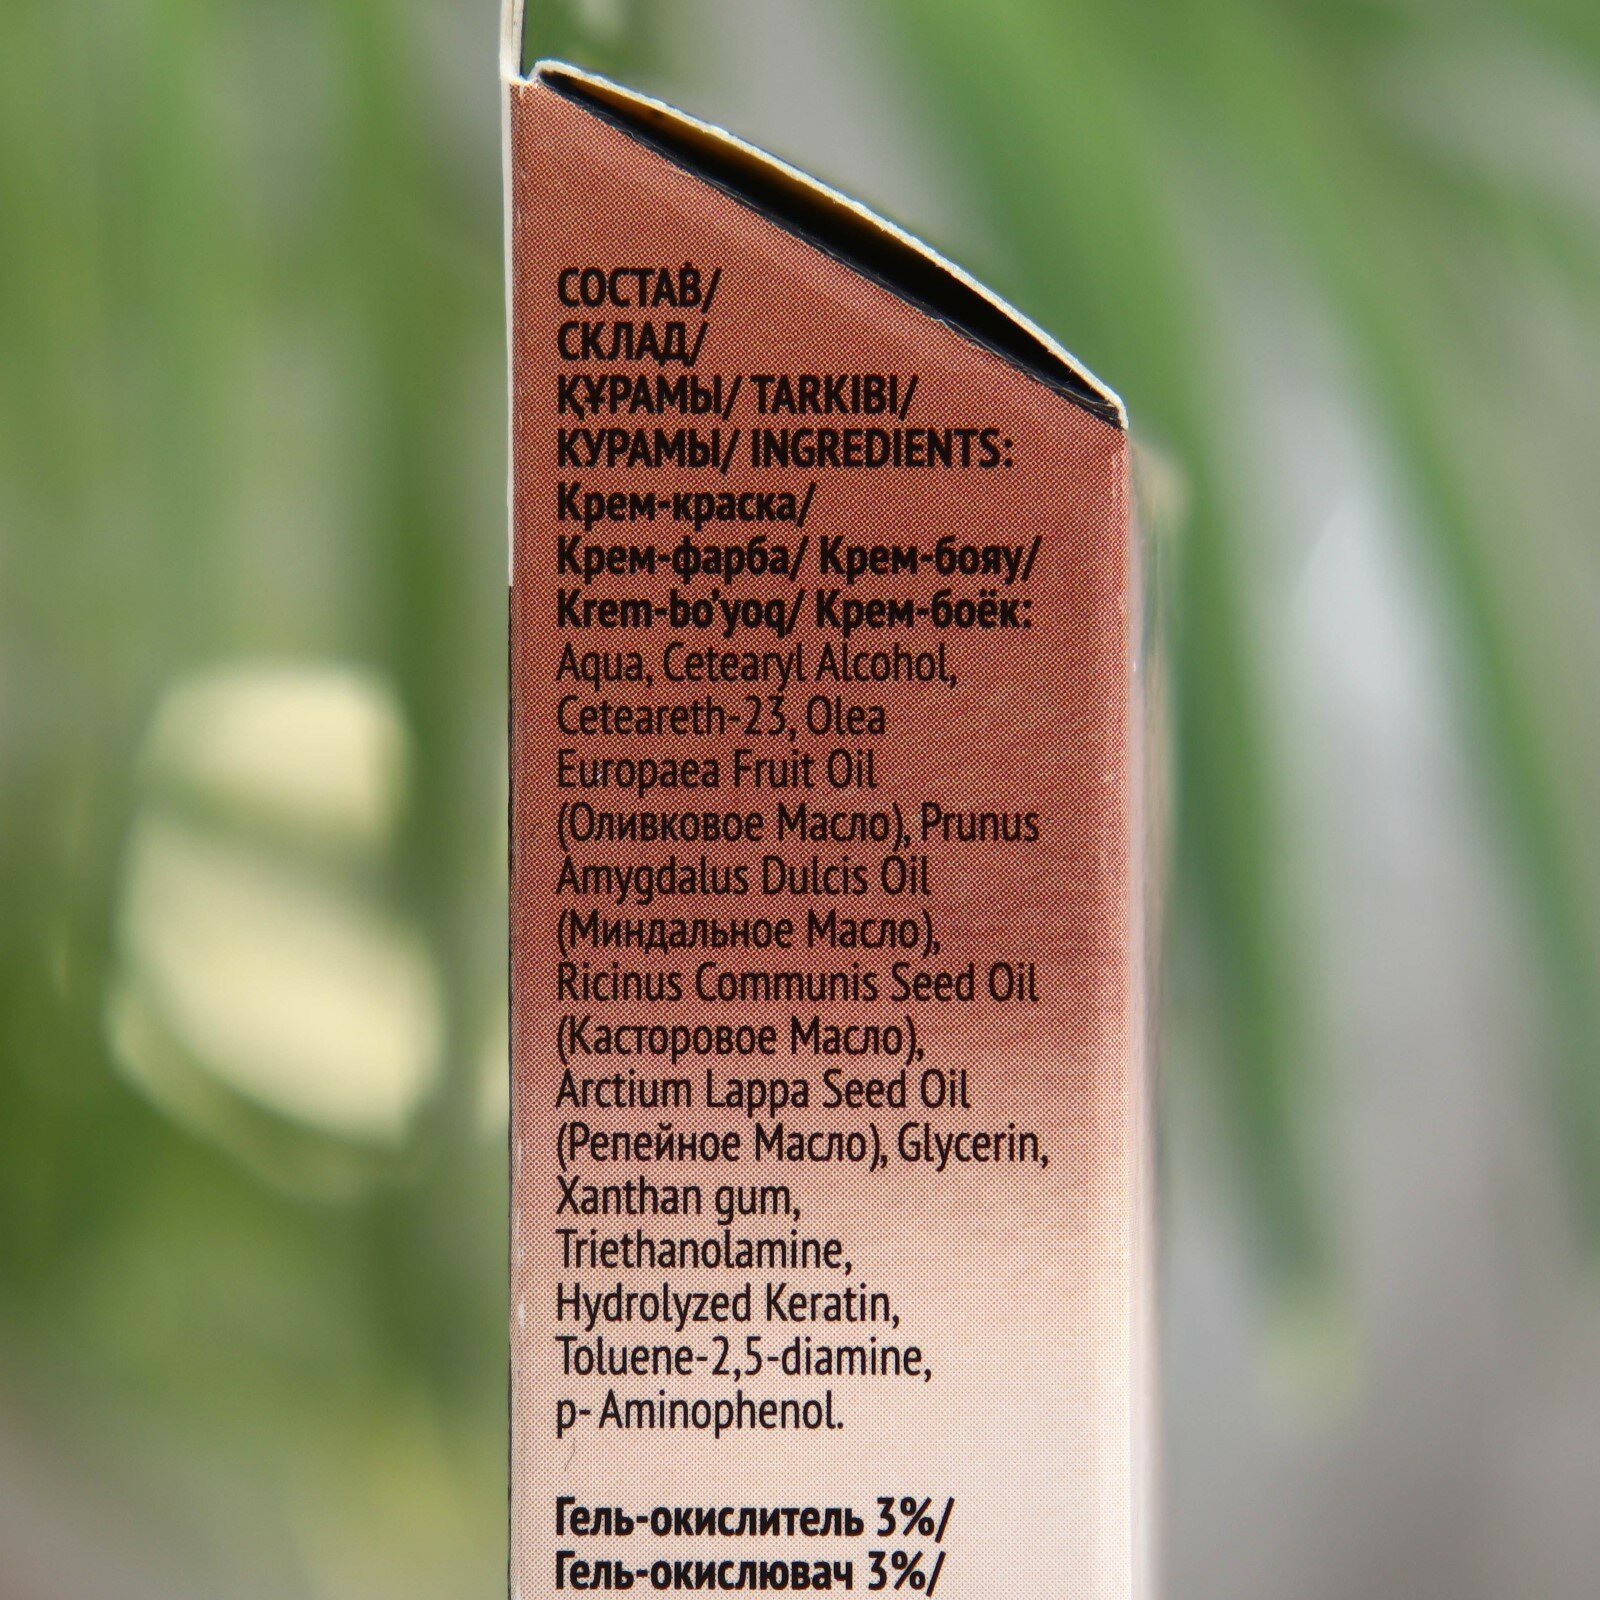 СОСТАВ/
СКЛАД/
ҚҰРАМЫ/ TARKIBI/
КУРАМЫ/ INGREDIENTS:
Крем-краска/
Крем-фарба/ Крем-бояу/
Krem-bo'yoq/ Крем-боёк:
Aqua, Cetearyl Alcohol,
Ceteareth-23, Olea
Europaea Fruit Oil
(Оливковое Масло), Prunus
Amygdalus Dulcis Oil
(Миндальное Масло),
Ricinus Communis Seed Oil
(Касторовое Масло),
Arctium Lappa Seed Oil
(Репейное Масло), Glycerin,
Xanthan gum,
Triethanolamine,
Hydrolyzed Keratin,
Toluene-2,5-diamine,
p- Aminophenol.
Гель-окислитель 3%/
Гель-окислювач 3%/